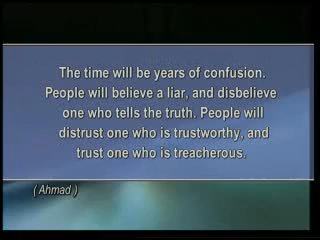 The time will be years of confusion.
People will believe a liar, and disbelieve
one who tells the truth. People will
distrust one who is trustworthy, and
trust one who is treacherous.
( Ahmad )